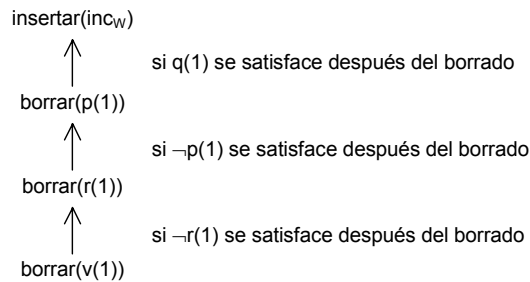 insertar(inc_W)
si q(1) se satisface después del borrado
borrar(p(1))
si ¬p(1) se satisface después del borrado
borrar(r(1))
si ¬r(1) se satisface después del borrado
borrar(v(1))